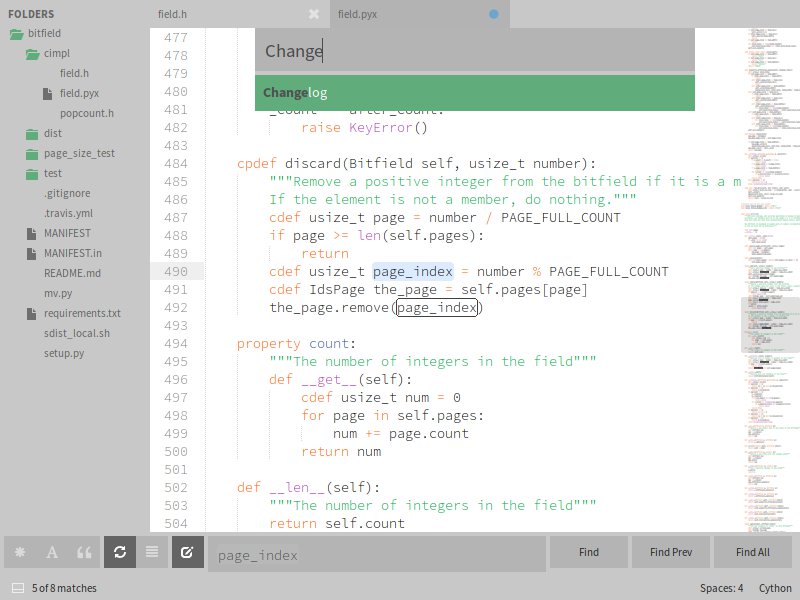 FOLDERS
bitfield
cimpl
field.h
field.pyx
popcount.h
dist
page_size_test
test
.gitignore
.travis.yml
MANIFEST
MANIFEST.in
README.md
mv.py
requirements.txt
sdist_local.sh
setup.py
field.h
field.pyx
Change
Changelog
477
478
479
480
481
482 raise KeyError()
483
484 cpdef discard(Bitfield self, usize_t number):
485 """Remove a positive integer from the bitfield if it is a m
486 If the element is not a member, do nothing."""
487 cdef usize_t page = number / PAGE_FULL_COUNT
488 if page >= len(self.pages):
489 return
490 cdef usize_t page_index = number % PAGE_FULL_COUNT
491 cdef IdsPage the_page = self.pages[page]
492 the_page.remove(page_index)
493
494 property count:
495 """The number of integers in the field"""
496 def __get__(self):
497 cdef usize_t num = 0
498 for page in self.pages:
499 num += page.count
500 return num
501
502 def __len__(self):
503 """The number of integers in the field"""
504 return self.count
page_index
Find
Find Prev
Find All
5 of 8 matches
Spaces: 4
Cython